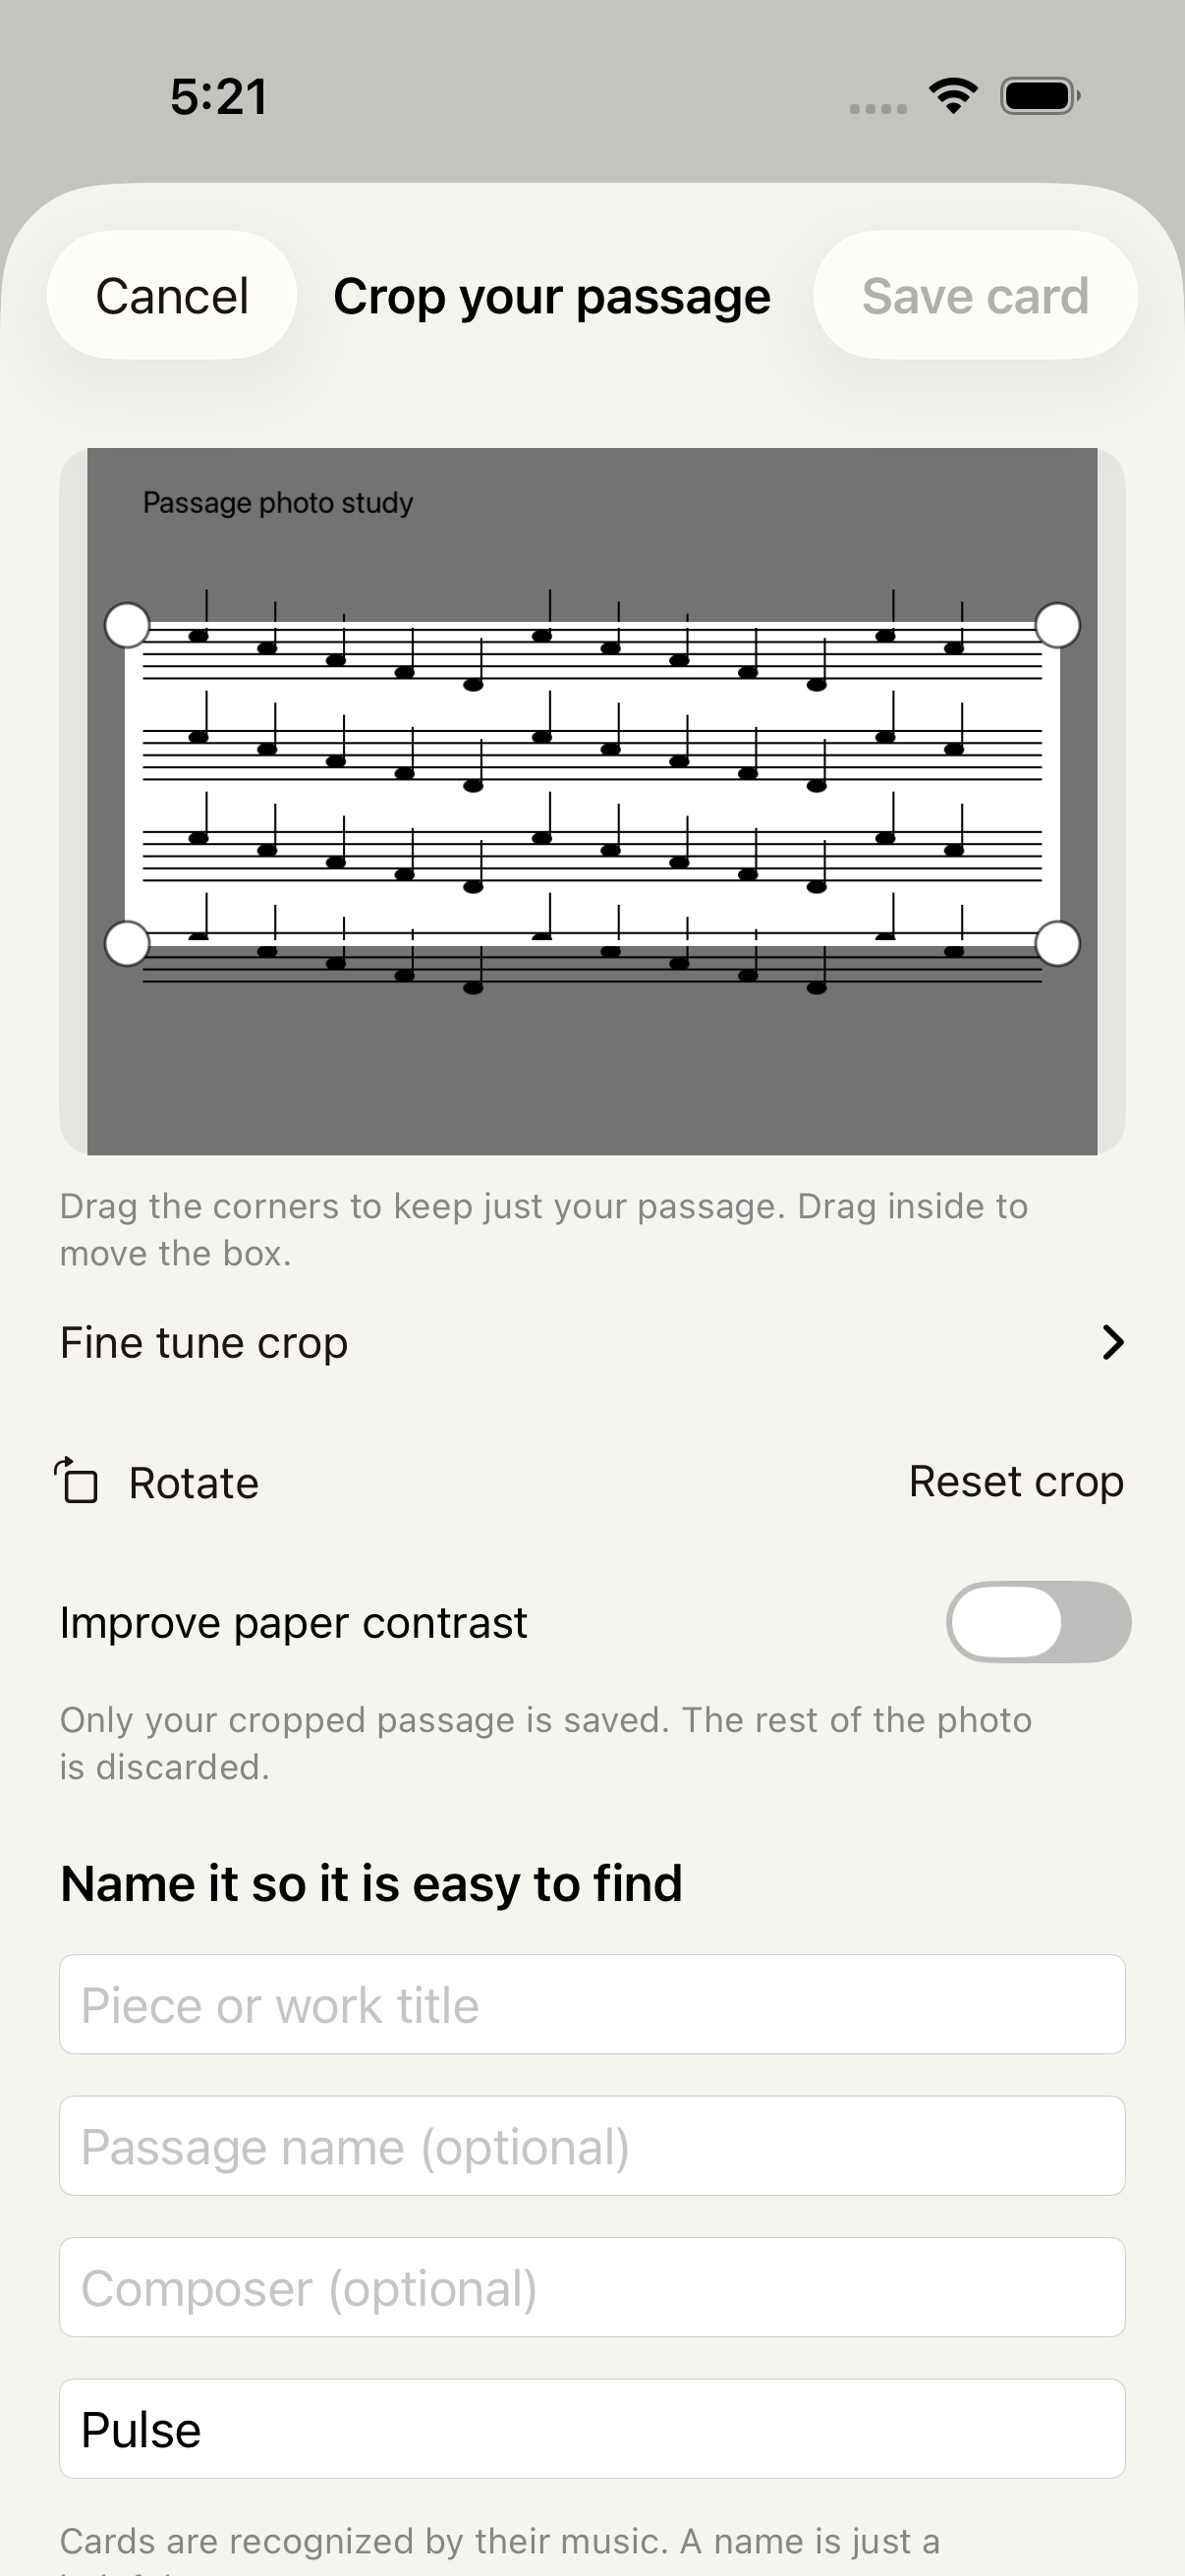 5:21
Cancel
Crop your passage
Save card
Passage photo study
Drag the corners to keep just your passage. Drag inside to
move the box.
Fine tune crop
Rotate
Reset crop
Improve paper contrast
Only your cropped passage is saved. The rest of the photo
is discarded.
Name it so it is easy to find
Piece or work title
Passage name (optional)
Composer (optional)
Pulse
Cards are recognized by their music. A name is just a